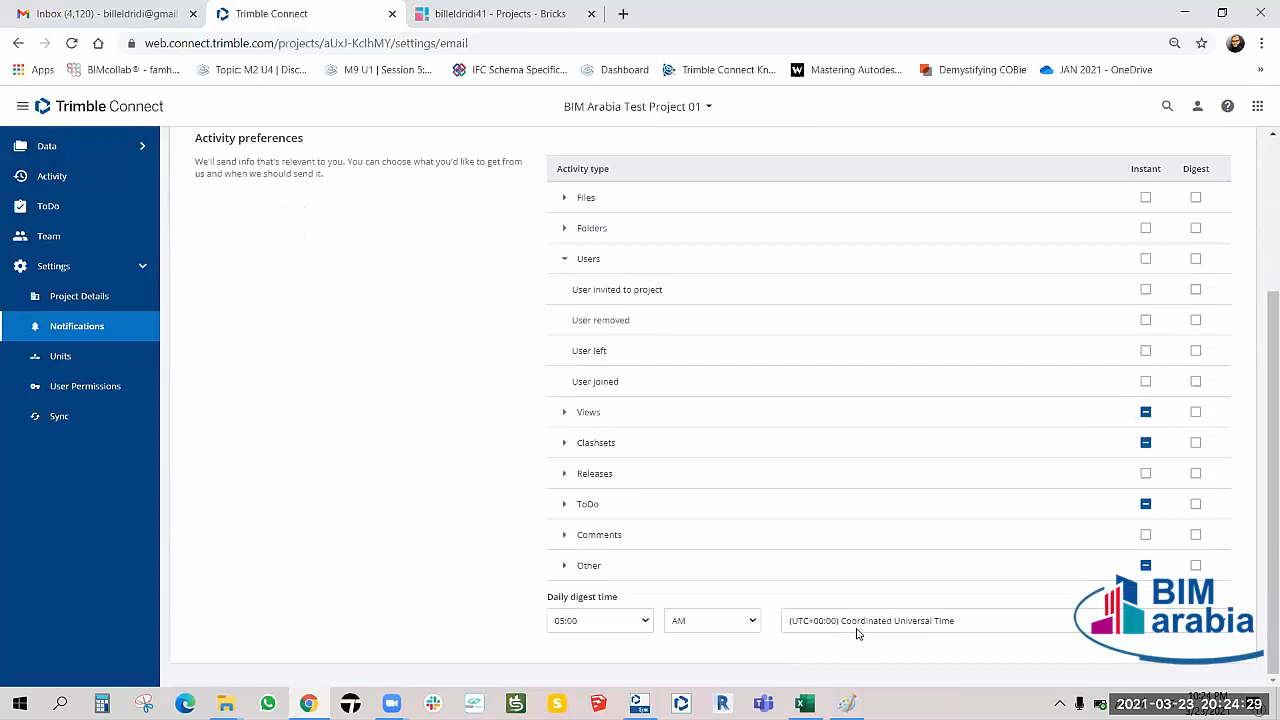 Inbox (4,120) - billeldridi@gmail
Trimble Connect
billeldridi41 - Projects - Bricks
web.connect.trimble.com/projects/aUxJ-KclhMY/settings/email
Apps
BIMcollab® - famh...
Topic: M2 U4 | Disc...
M9 U1 | Session 5:...
IFC Schema Specific...
Dashboard
Trimble Connect Kn...
Mastering Autodes...
Demystifying COBie
JAN 2021 - OneDrive
Trimble Connect
BIM Arabia Test Project 01
Data
Activity
ToDo
Team
Settings
Project Details
Notifications
Units
User Permissions
Sync
Activity preferences
We'll send info that's relevant to you. You can choose what you'd like to get from
us and when we should send it.
Activity type Instant Digest
Files
Folders
Users
User invited to project
User removed
User left
User joined
Views
Clashsets
Releases
ToDo
Comments
Other
Daily digest time
05:00 AM (UTC+00:00) Coordinated Universal Time
BIM
arabia
10:24 PM
2021-03-23 20:24:29